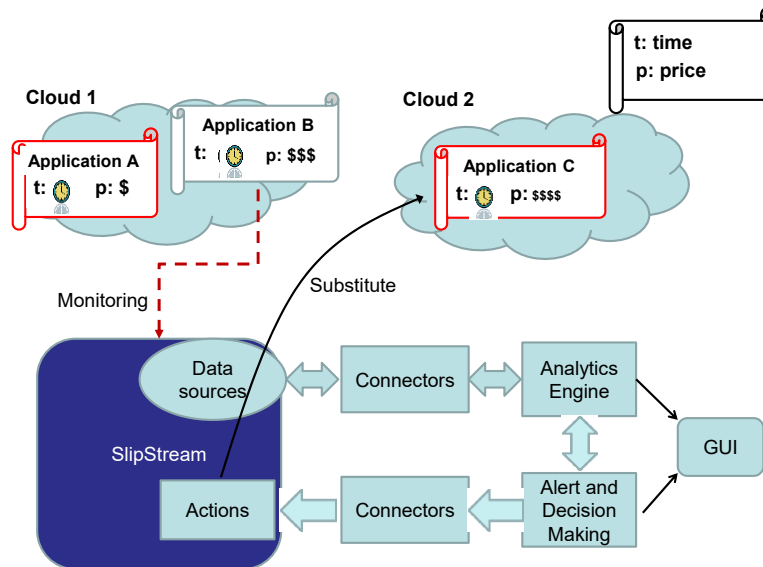 t: time
p: price
Cloud 1
Cloud 2
Application B
t: p: $$$
Application A
t: p: $
Application C
t: p: $$$$
Monitoring
Substitute
Data
sources
Connectors
Analytics
Engine
SlipStream
GUI
Actions
Connectors
Alert and
Decision
Making